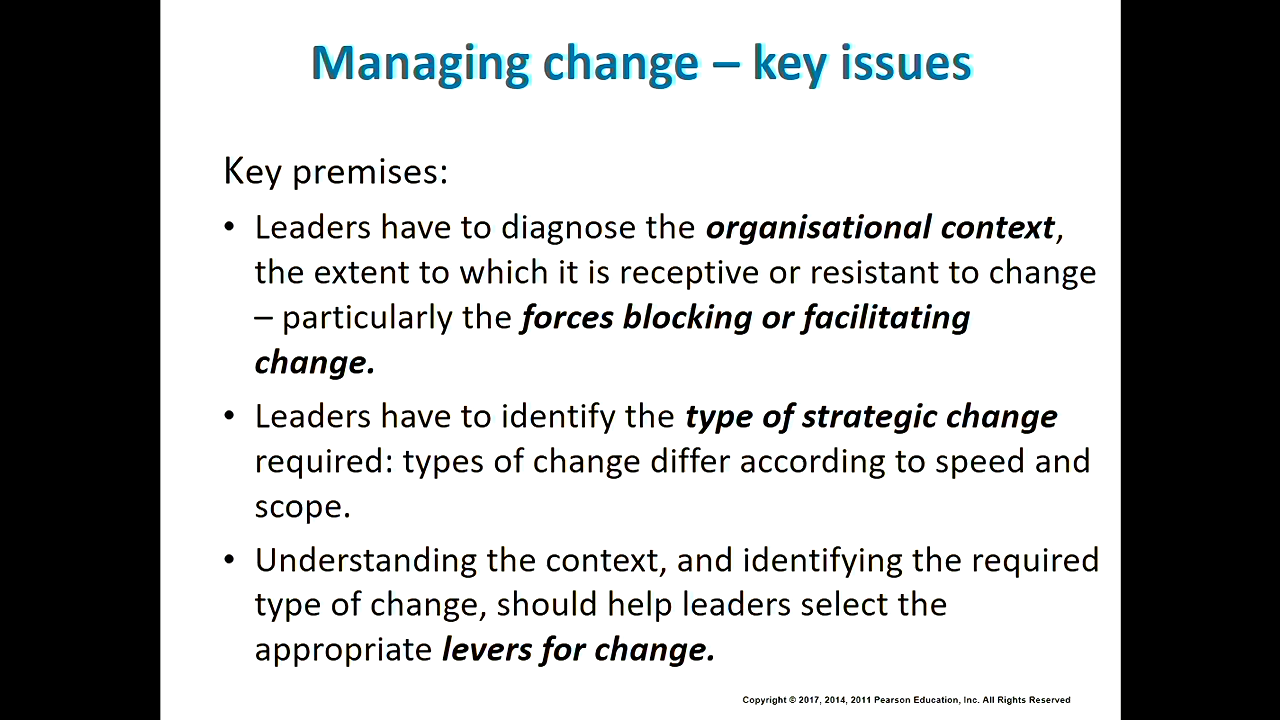 Managing change – key issues
Key premises:
• Leaders have to diagnose the organisational context,
the extent to which it is receptive or resistant to change
– particularly the forces blocking or facilitating
change.
• Leaders have to identify the type of strategic change
required: types of change differ according to speed and
scope.
• Understanding the context, and identifying the required
type of change, should help leaders select the
appropriate levers for change.
Copyright © 2017, 2014, 2011 Pearson Education, Inc. All Rights Reserved